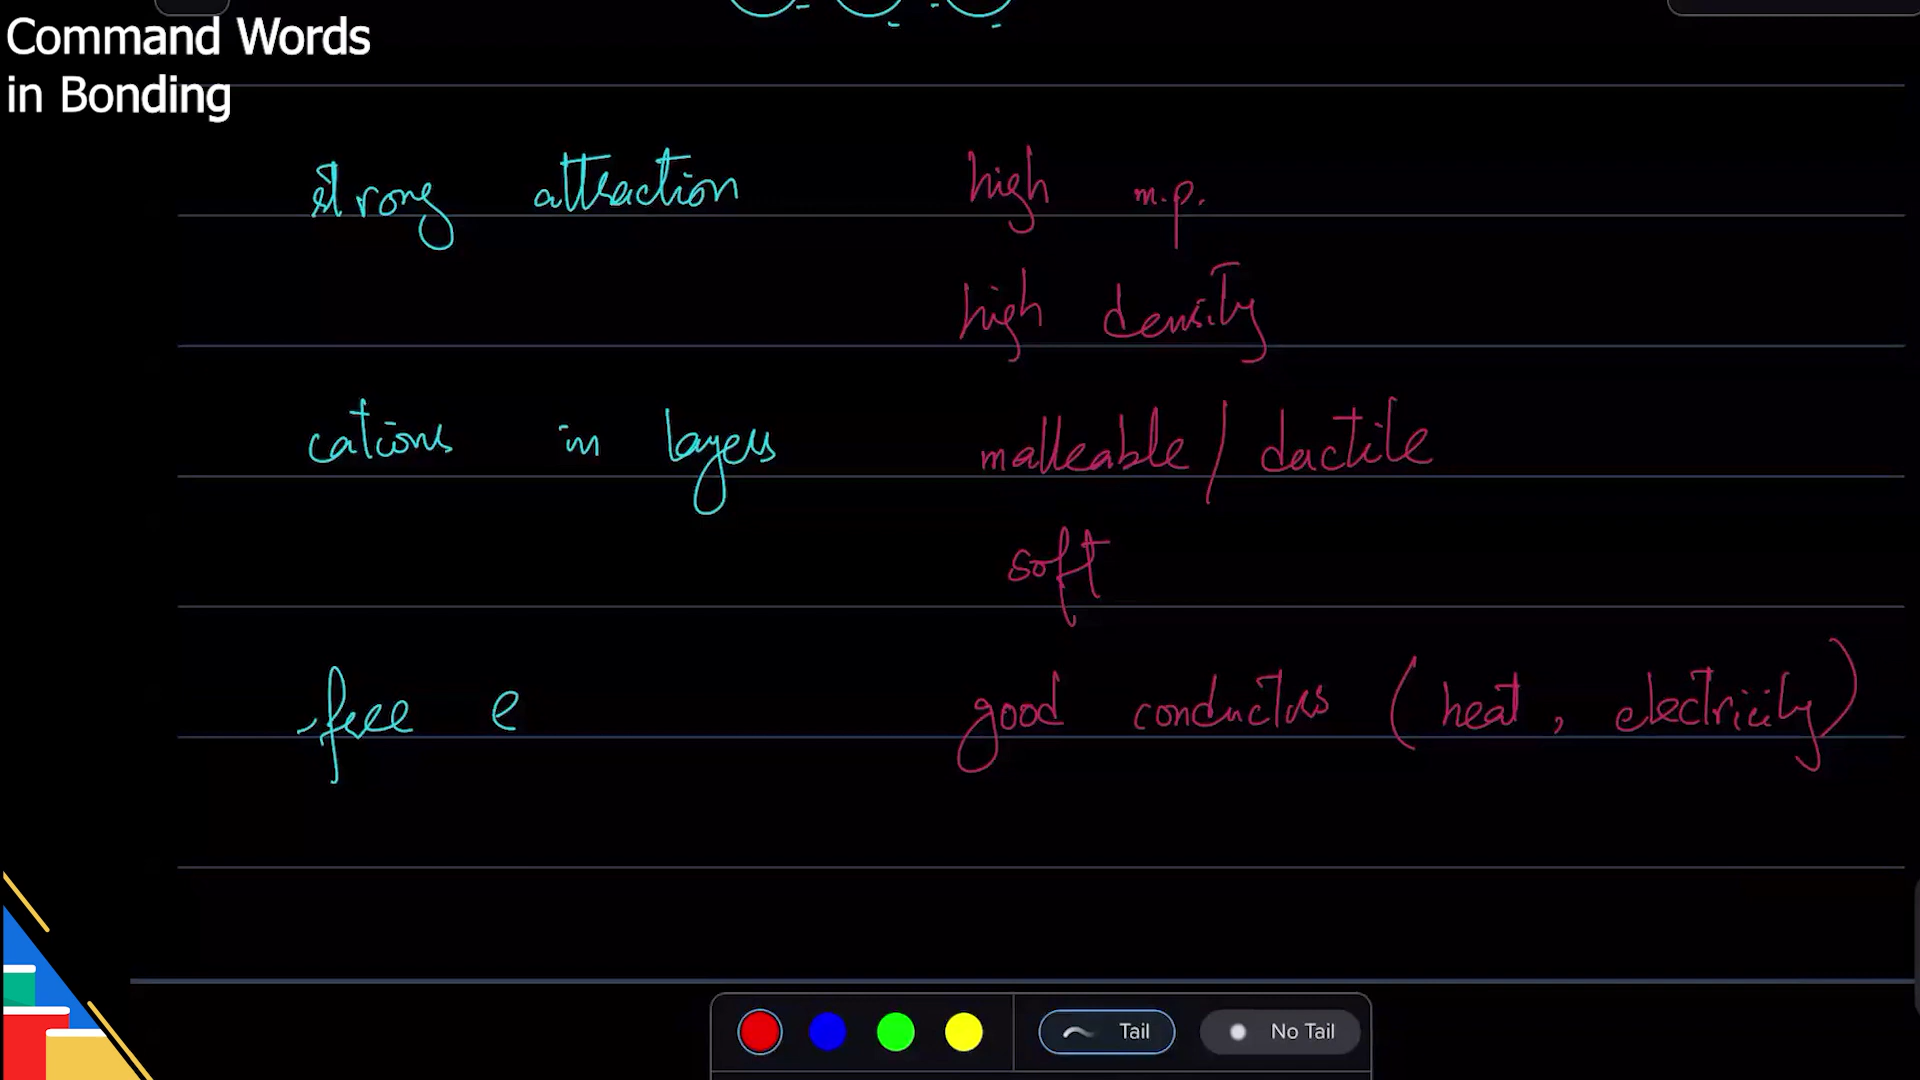 Command Words
in Bonding
strong attraction high m.p.
high density
cations in layers malleable / ductile
soft
free e good conductors (heat, electricity)
Tail No Tail